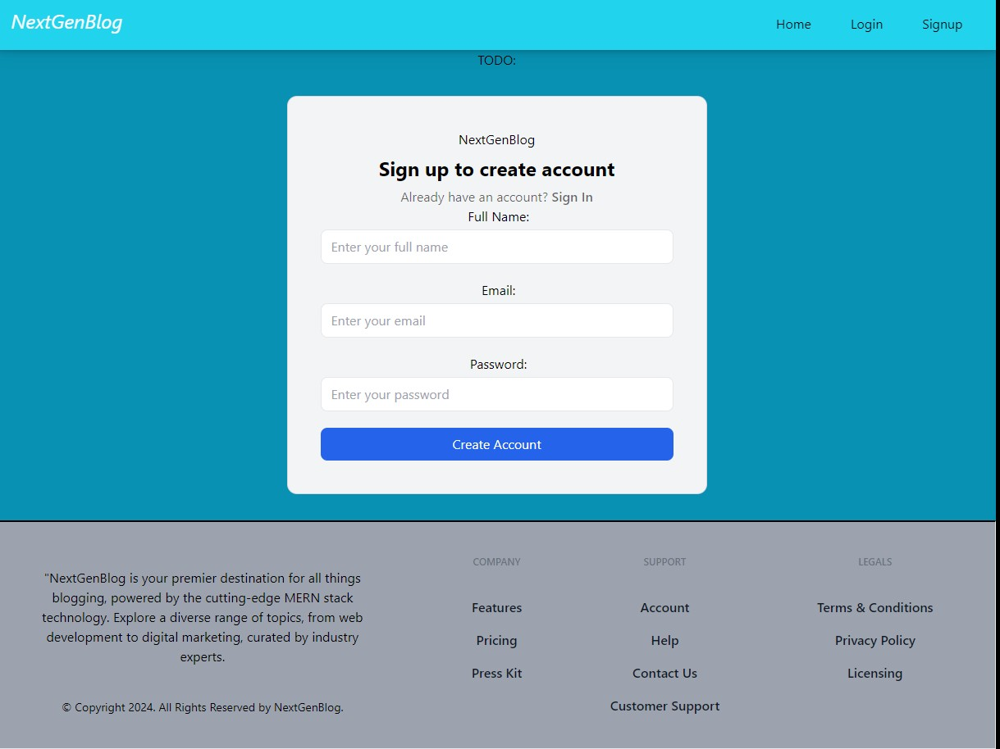 NextGenBlog
Home
Login
Signup
TODO:
NextGenBlog
Sign up to create account
Already have an account? Sign In
Full Name:
Enter your full name
Email:
Enter your email
Password:
Enter your password
Create Account
"NextGenBlog is your premier destination for all things
blogging, powered by the cutting-edge MERN stack
technology. Explore a diverse range of topics, from web
development to digital marketing, curated by industry
experts.
© Copyright 2024. All Rights Reserved by NextGenBlog.
COMPANY
Features
Pricing
Press Kit
SUPPORT
Account
Help
Contact Us
Customer Support
LEGALS
Terms & Conditions
Privacy Policy
Licensing